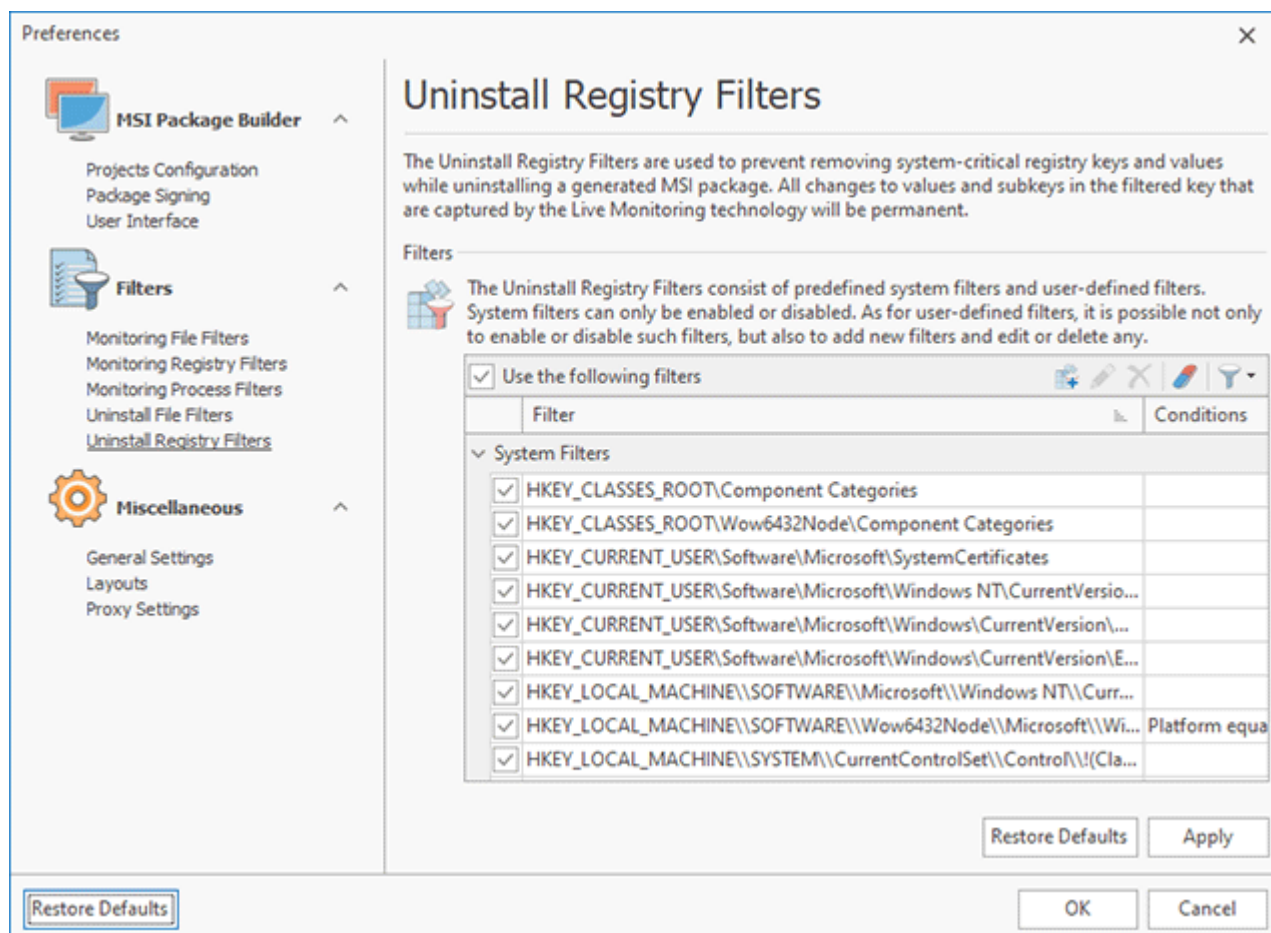 Preferences
MSI Package Builder
Projects Configuration
Package Signing
User Interface
Filters
Monitoring File Filters
Monitoring Registry Filters
Monitoring Process Filters
Uninstall File Filters
Uninstall Registry Filters
Miscellaneous
General Settings
Layouts
Proxy Settings
Uninstall Registry Filters
The Uninstall Registry Filters are used to prevent removing system-critical registry keys and values
while uninstalling a generated MSI package. All changes to values and subkeys in the filtered key that
are captured by the Live Monitoring technology will be permanent.
Filters
The Uninstall Registry Filters consist of predefined system filters and user-defined filters.
System filters can only be enabled or disabled. As for user-defined filters, it is possible not only
to enable or disable such filters, but also to add new filters and edit or delete any.
Use the following filters
Filter Conditions
System Filters
HKEY_CLASSES_ROOT\Component Categories
HKEY_CLASSES_ROOT\Wow6432Node\Component Categories
HKEY_CURRENT_USER\Software\Microsoft\SystemCertificates
HKEY_CURRENT_USER\Software\Microsoft\Windows NT\CurrentVersio...
HKEY_CURRENT_USER\Software\Microsoft\Windows\CurrentVersion\...
HKEY_CURRENT_USER\Software\Microsoft\Windows\CurrentVersion\E...
HKEY_LOCAL_MACHINE\\SOFTWARE\\Microsoft\\Windows NT\\Curr...
HKEY_LOCAL_MACHINE\\SOFTWARE\\Wow6432Node\\Microsoft\\Wi... Platform equa
HKEY_LOCAL_MACHINE\\SYSTEM\\CurrentControlSet\\Control\\!(Cla...
Restore Defaults Apply
Restore Defaults OK Cancel